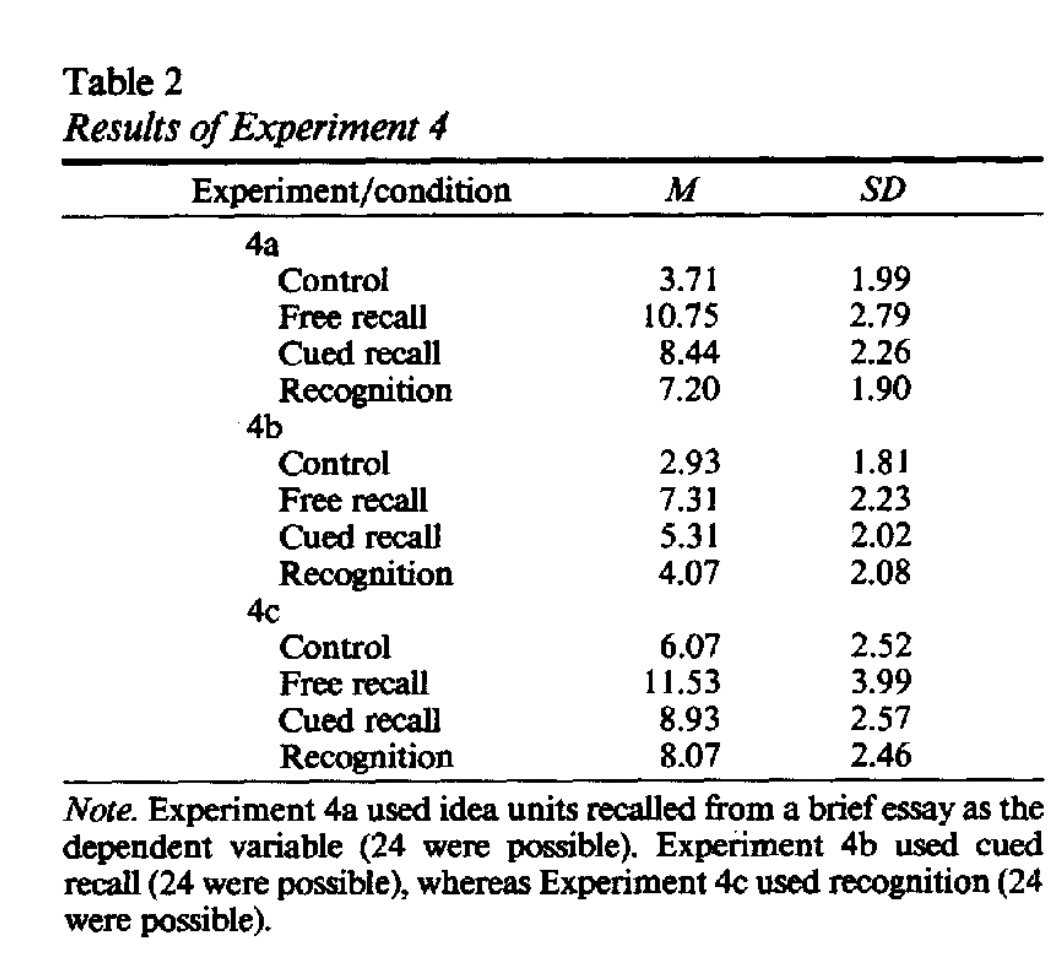 Table 2
Results of Experiment 4
Experiment/condition M SD
4a
Control 3.71 1.99
Free recall 10.75 2.79
Cued recall 8.44 2.26
Recognition 7.20 1.90
4b
Control 2.93 1.81
Free recall 7.31 2.23
Cued recall 5.31 2.02
Recognition 4.07 2.08
4c
Control 6.07 2.52
Free recall 11.53 3.99
Cued recall 8.93 2.57
Recognition 8.07 2.46
Note. Experiment 4a used idea units recalled from a brief essay as the
dependent variable (24 were possible). Experiment 4b used cued
recall (24 were possible), whereas Experiment 4c used recognition (24
were possible).